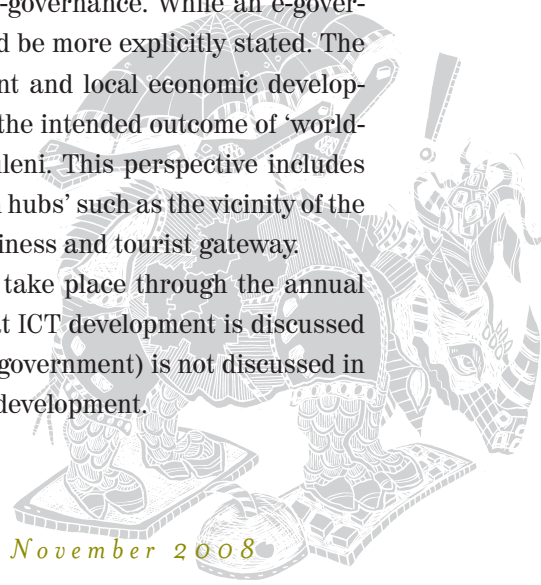 -governance. While an e-gover-
d be more explicitly stated. The
nt and local economic develop-
the intended outcome of ‘world-
leni. This perspective includes
hubs’ such as the vicinity of the
iness and tourist gateway.
take place through the annual
t ICT development is discussed
government) is not discussed in
development.
November 2008